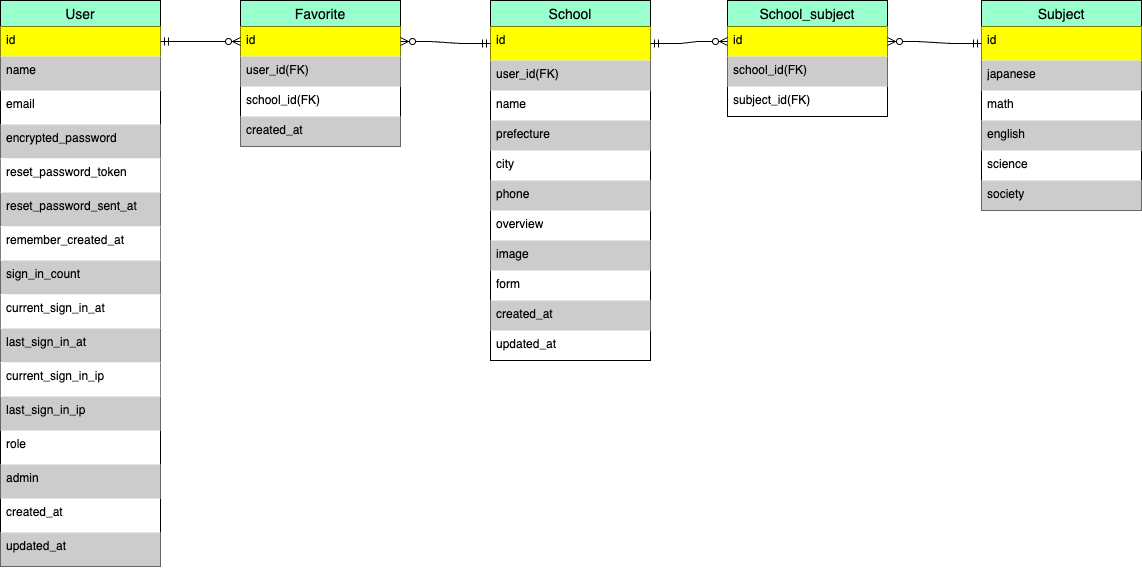 User
id
name
email
encrypted_password
reset_password_token
reset_password_sent_at
remember_created_at
sign_in_count
current_sign_in_at
last_sign_in_at
current_sign_in_ip
last_sign_in_ip
role
admin
created_at
updated_at
Favorite
id
user_id(FK)
school_id(FK)
created_at
School
id
user_id(FK)
name
prefecture
city
phone
overview
image
form
created_at
updated_at
School_subject
id
school_id(FK)
subject_id(FK)
Subject
id
japanese
math
english
science
society